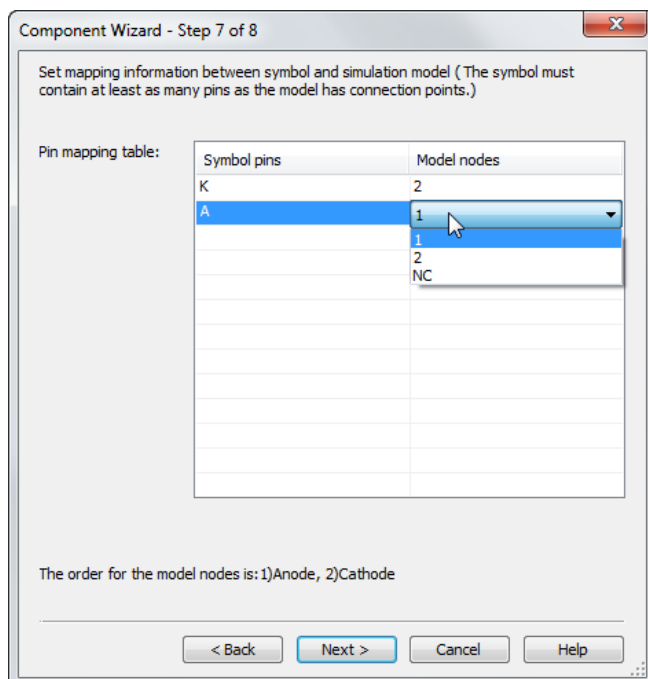 Component Wizard - Step 7 of 8
Set mapping information between symbol and simulation model ( The symbol must
contain at least as many pins as the model has connection points.)
Pin mapping table:
Symbol pins Model nodes
K 2
A 1
1
2
NC
The order for the model nodes is:1)Anode, 2)Cathode
< Back Next > Cancel Help